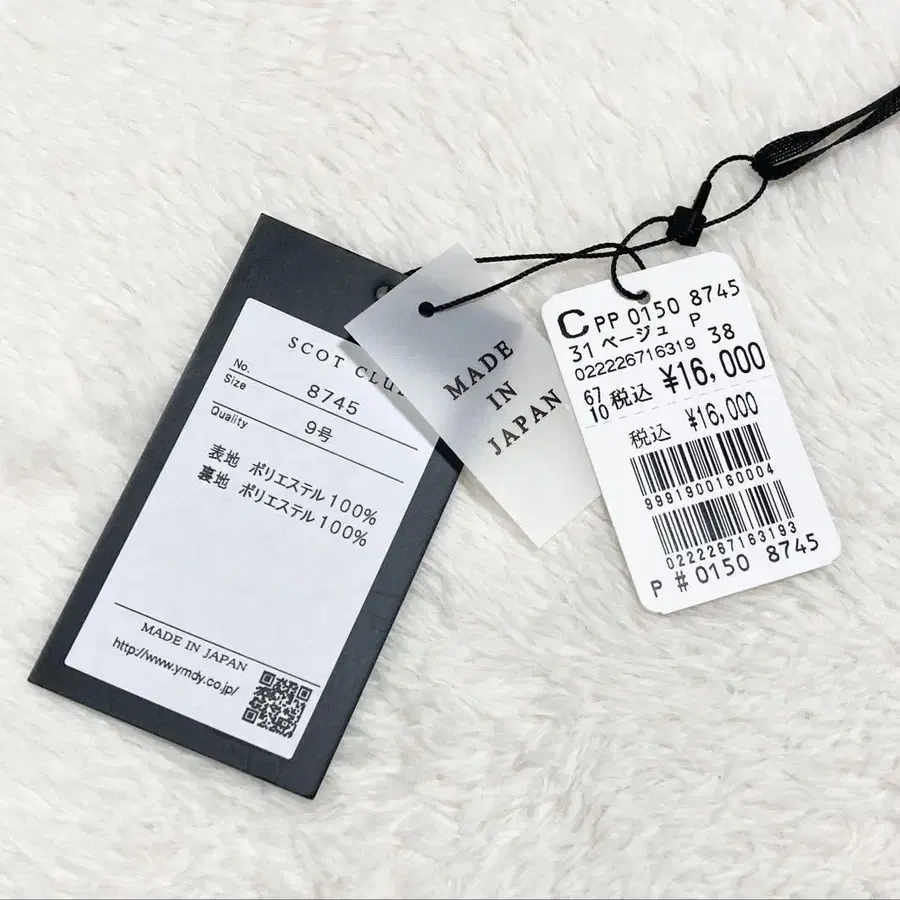 SCOT CLUB
No. 8745
Size 9号
Quality
表地 ポリエステル100%
裏地 ポリエステル100%
MADE IN JAPAN
http://www.ymdy.co.jp/
MADE
IN
JAPAN
C PP 0150 8745
31 ベージュ P
022226716319 38
67
10 税込 ¥16,000
税込 ¥16,000
9991900160004
0222267163193
P # 0150 8745